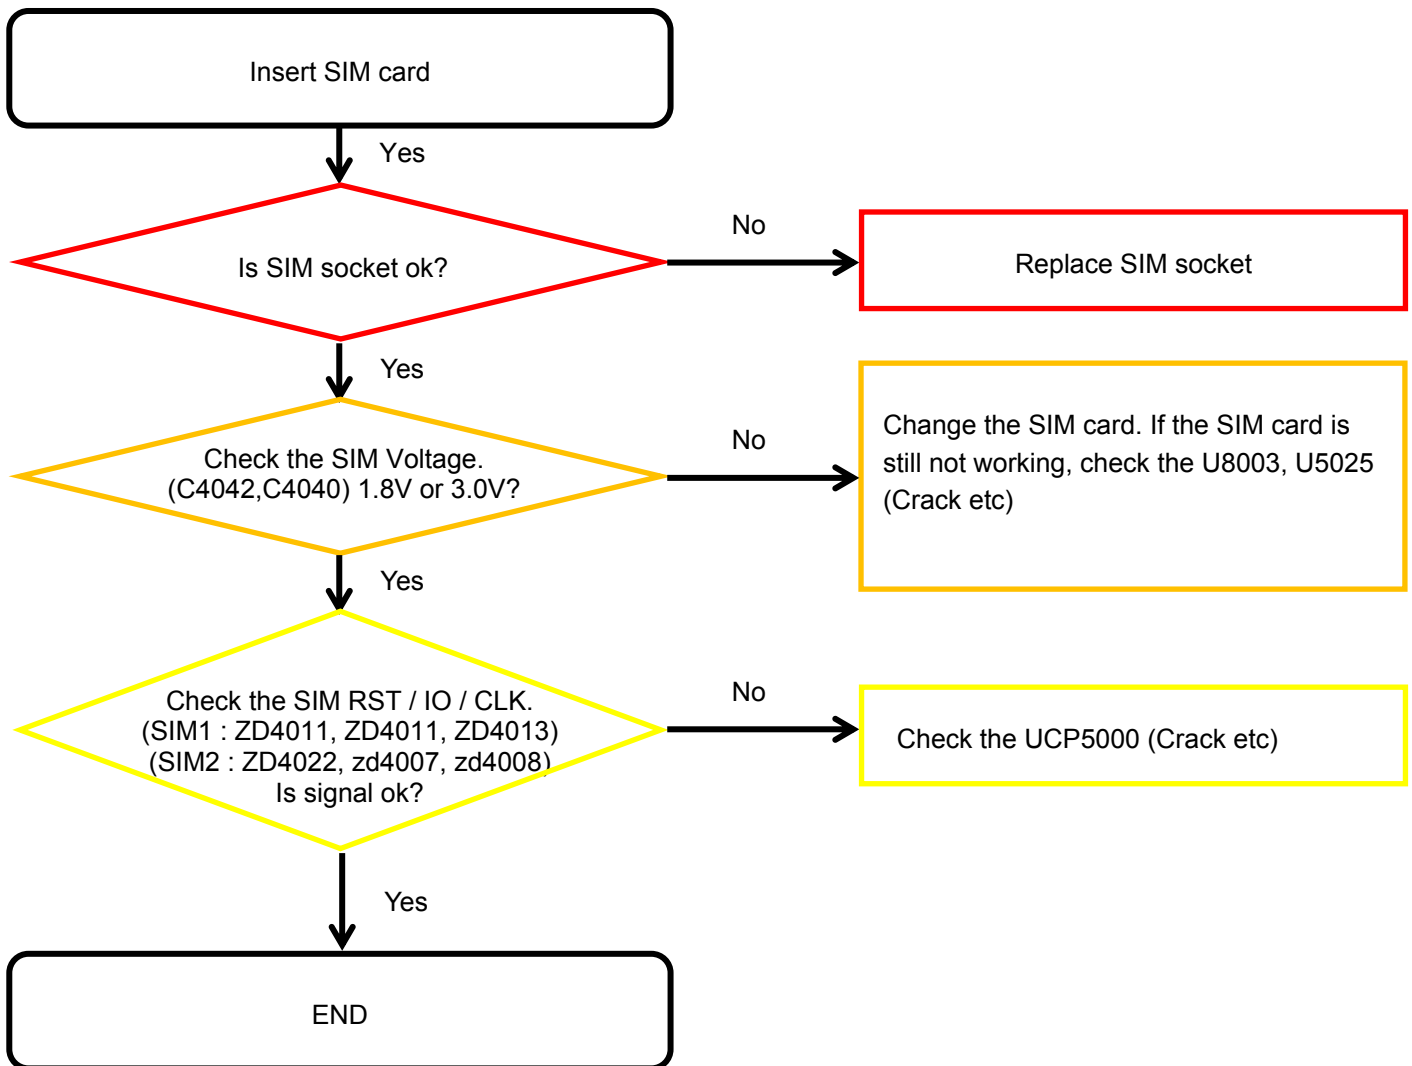 Insert SIM card
Yes
Is SIM socket ok?
No
Replace SIM socket
Yes
Check the SIM Voltage.
(C4042,C4040) 1.8V or 3.0V?
No
Change the SIM card. If the SIM card is
still not working, check the U8003, U5025
(Crack etc)
Yes
Check the SIM RST / IO / CLK.
(SIM1 : ZD4011, ZD4011, ZD4013)
(SIM2 : ZD4022, zd4007, zd4008)
Is signal ok?
No
Check the UCP5000 (Crack etc)
Yes
END